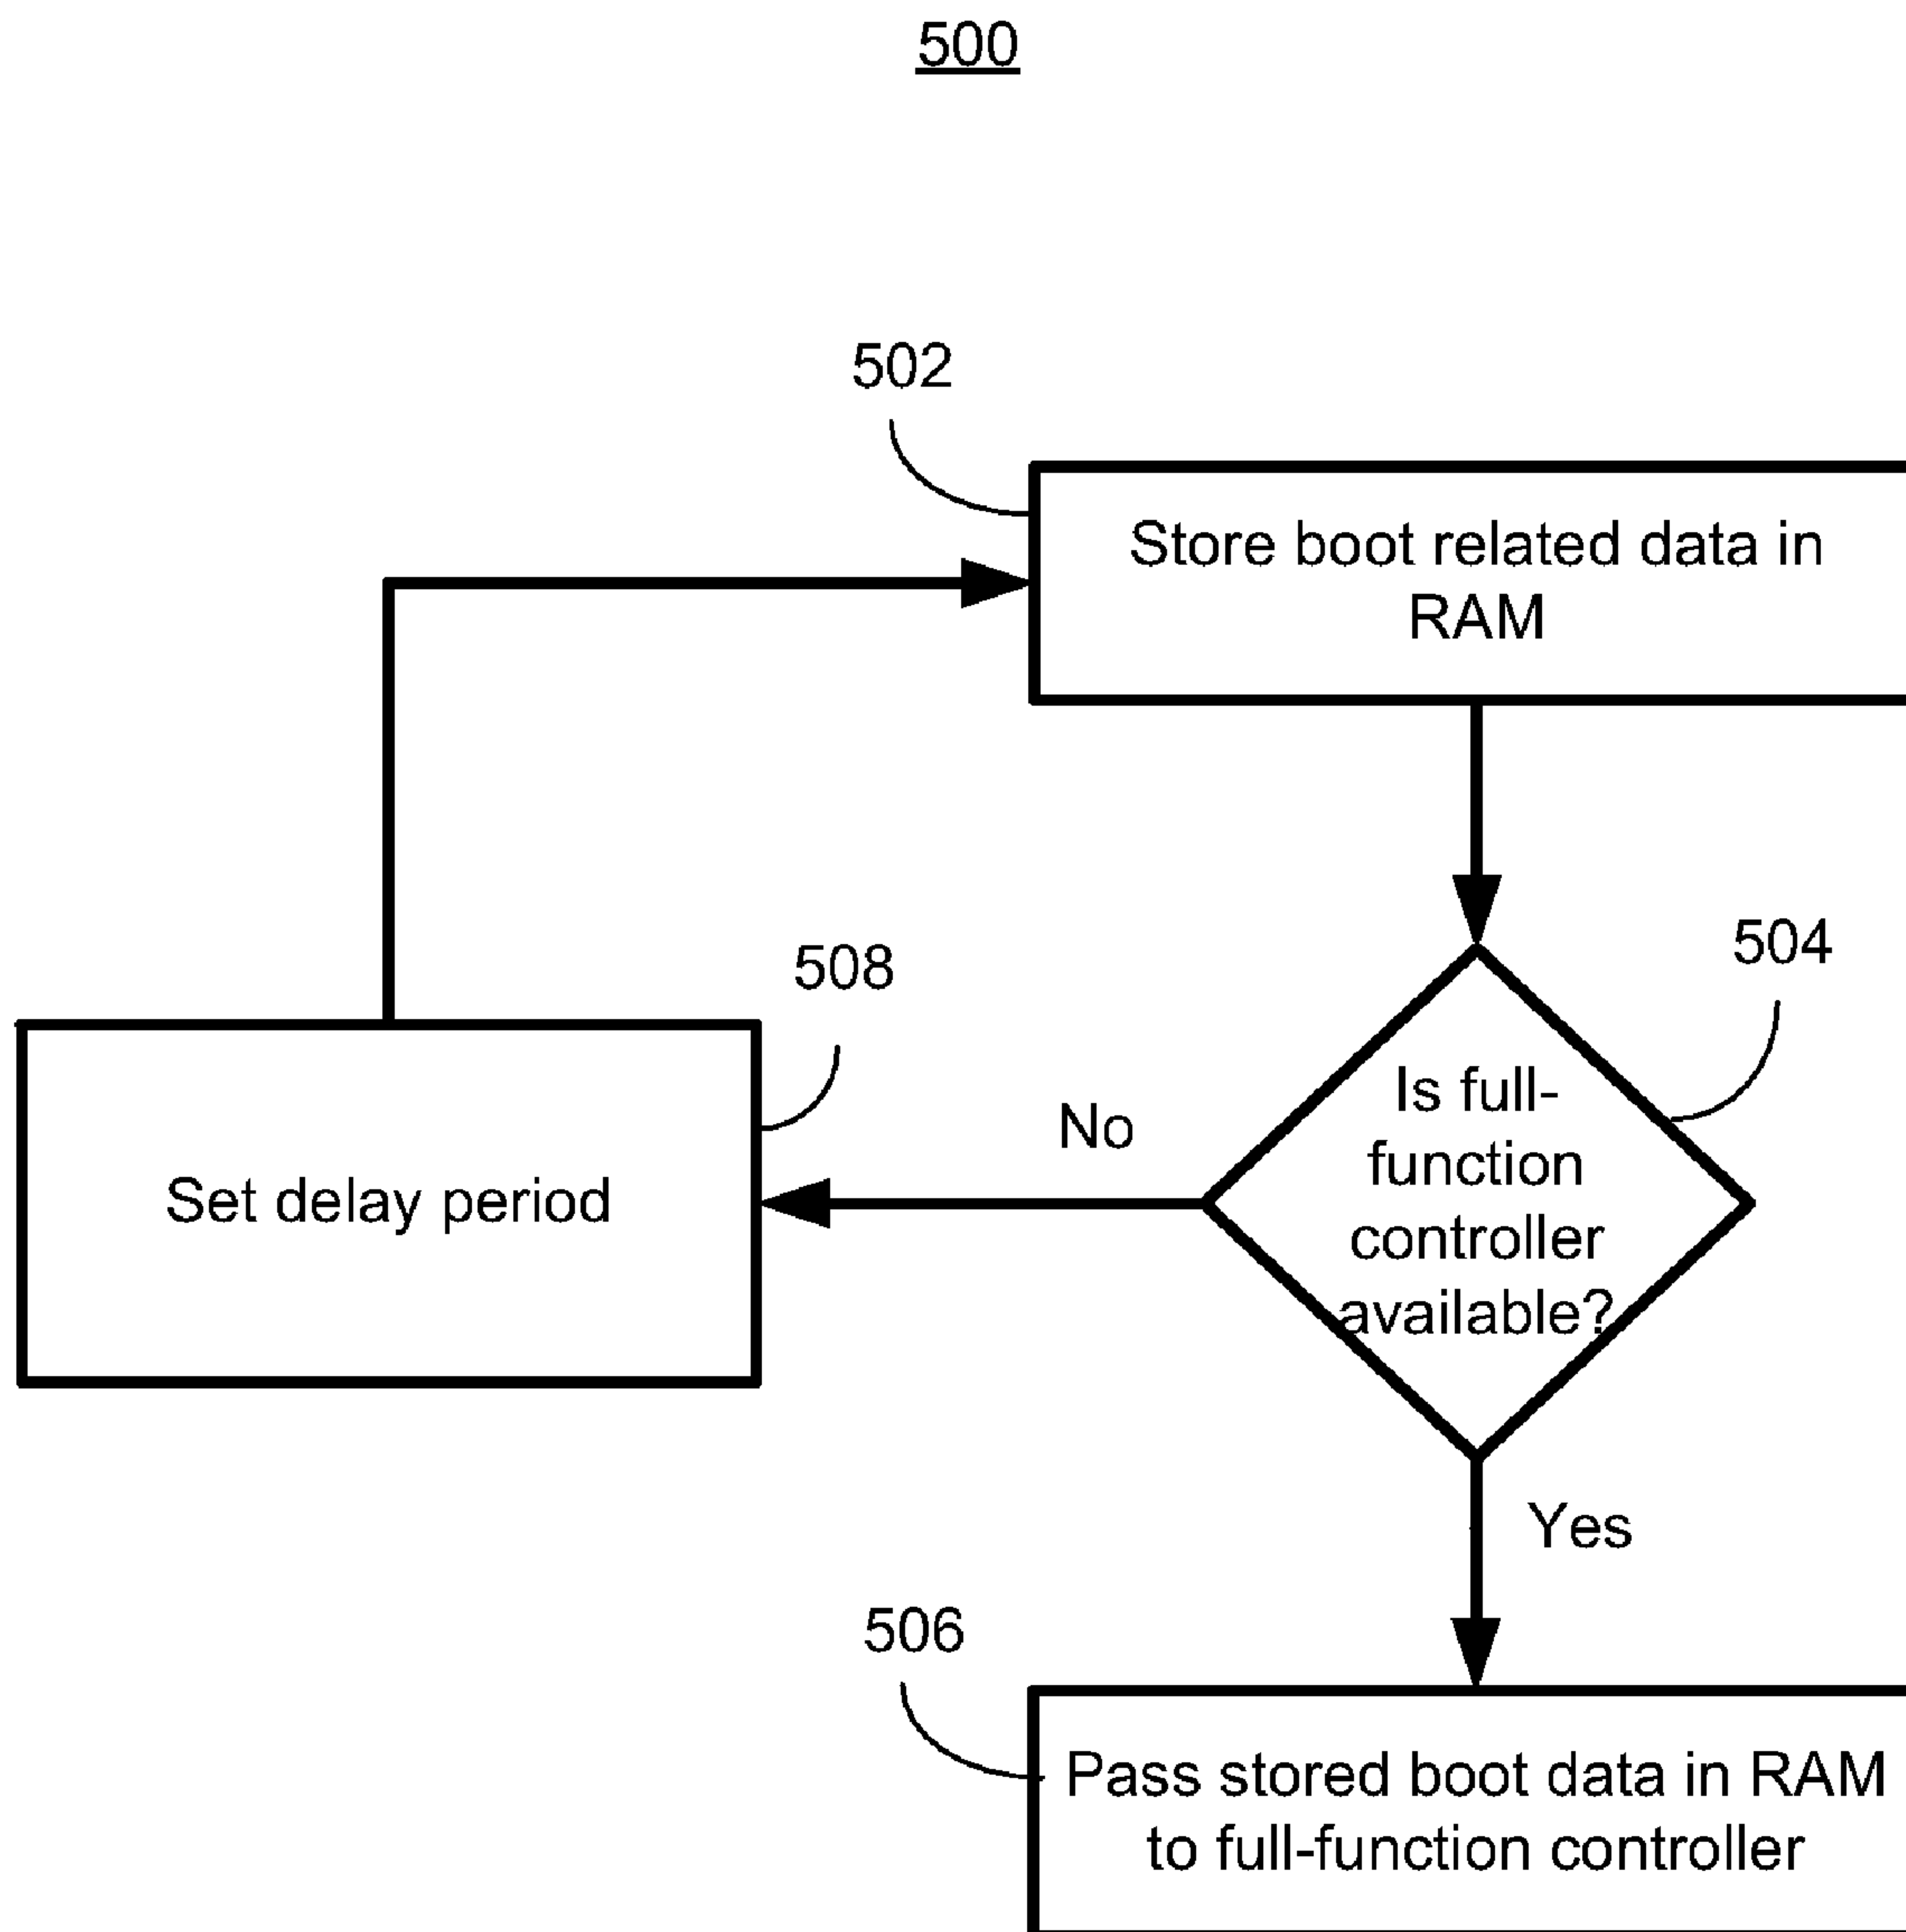 500
502
Store boot related data in
RAM
504
508
Is full-
function
controller
available?
No
Set delay period
Yes
506
Pass stored boot data in RAM
to full-function controller